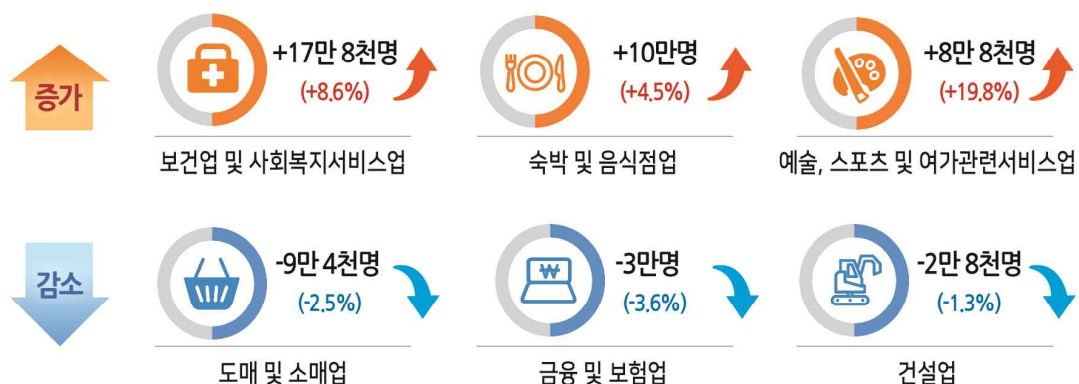 증가
+17만 8천명
(+8.6%)
보건업 및 사회복지서비스업
+10만명
(+4.5%)
숙박 및 음식점업
+8만 8천명
(+19.8%)
예술, 스포츠 및 여가관련서비스업
감소
-9만 4천명
(-2.5%)
도매 및 소매업
₩
-3만명
(-3.6%)
금융 및 보험업
-2만 8천명
(-1.3%)
건설업